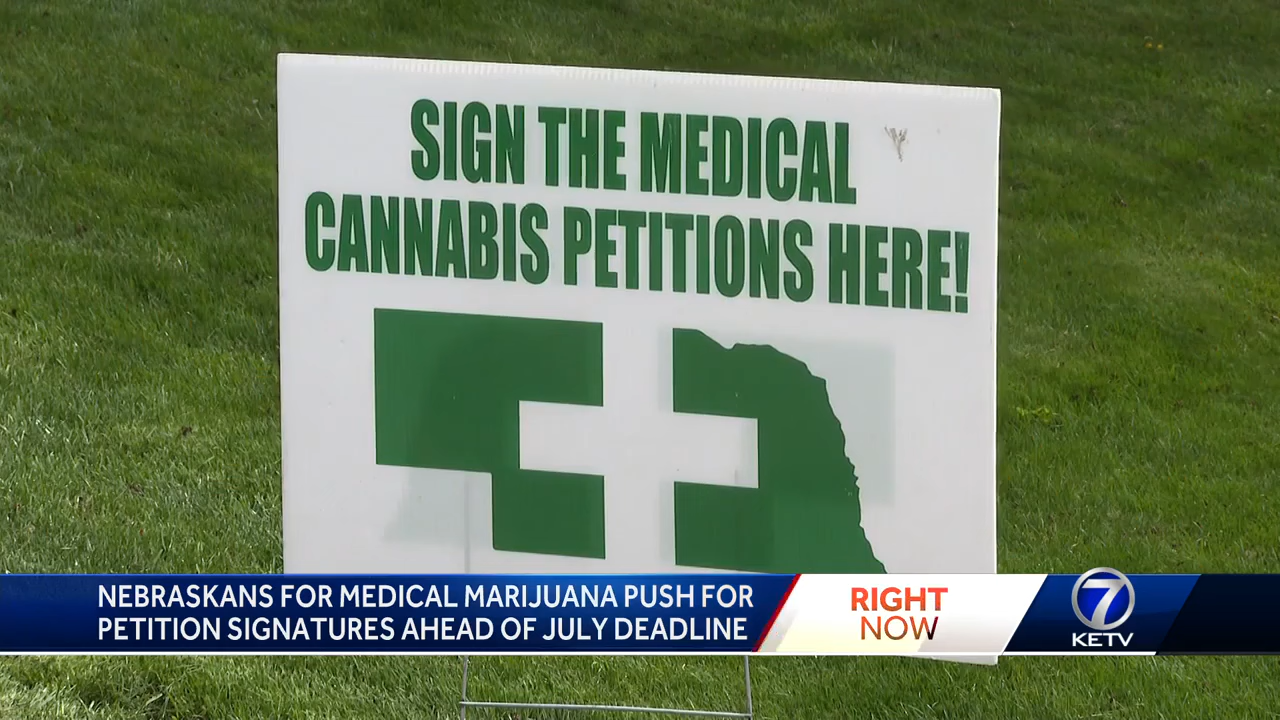 SIGN THE MEDICAL
CANNABIS PETITIONS HERE!
NEBRASKANS FOR MEDICAL MARIJUANA PUSH FOR
PETITION SIGNATURES AHEAD OF JULY DEADLINE
RIGHT
NOW
7
KETV